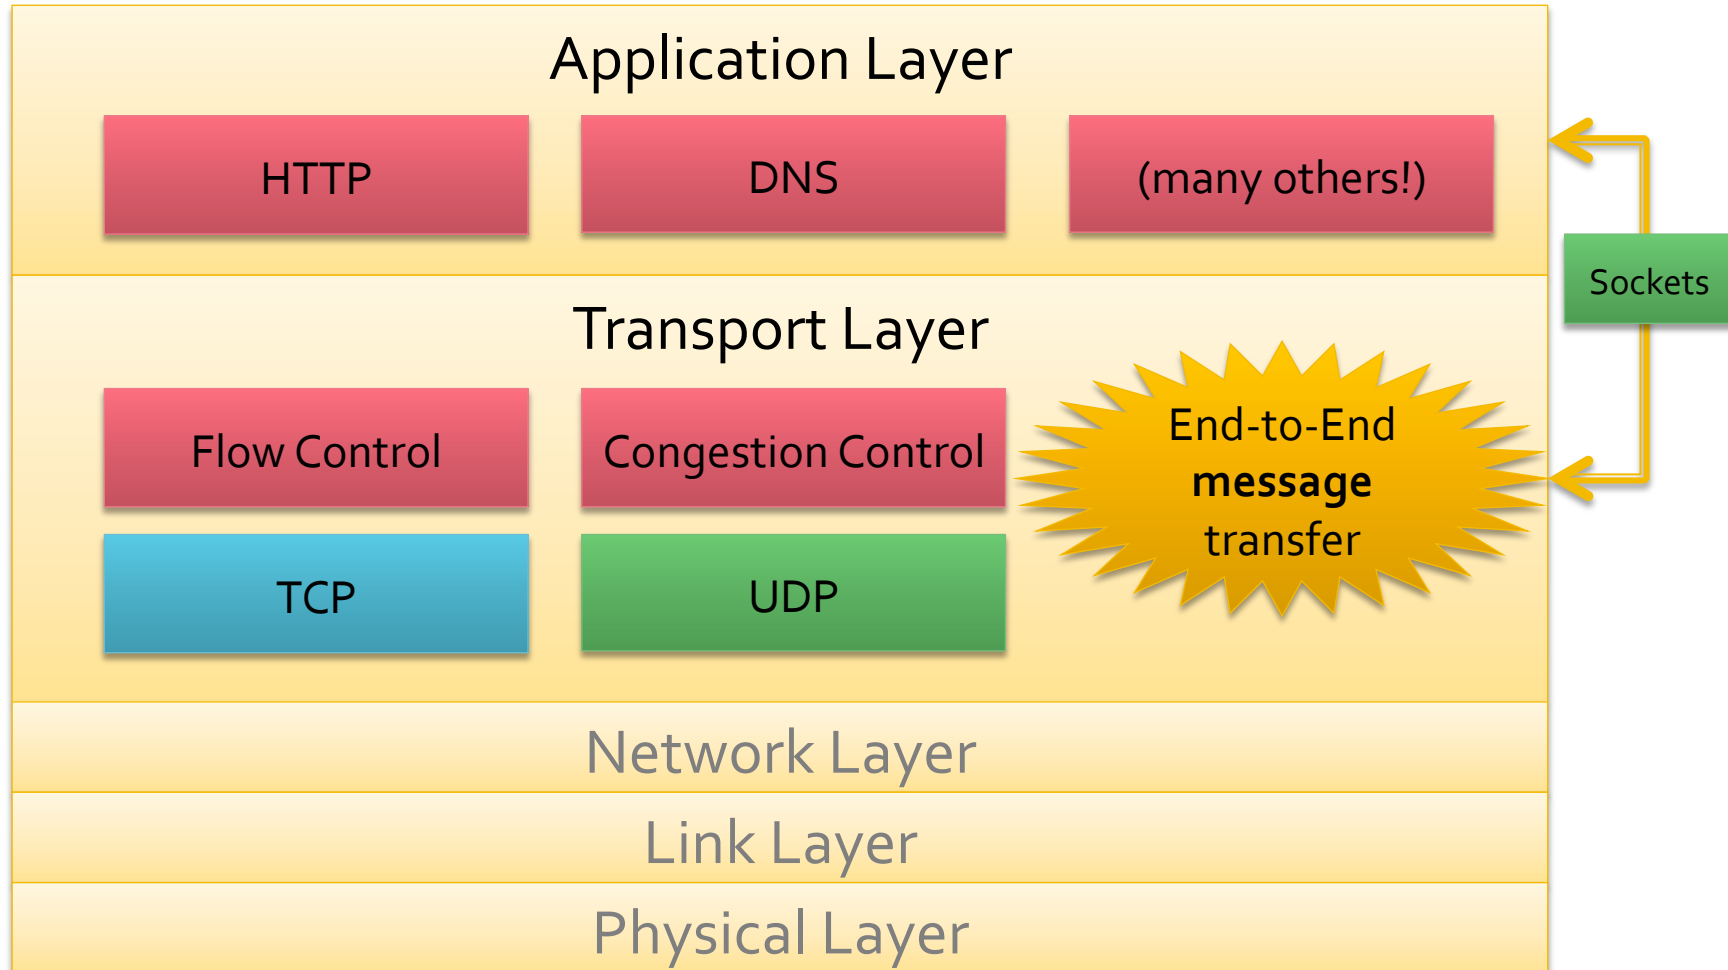 Application Layer
HTTP
DNS
(many others!)
Sockets
Transport Layer
Flow Control
Congestion Control
End-to-End
message
transfer
TCP
UDP
Network Layer
Link Layer
Physical Layer